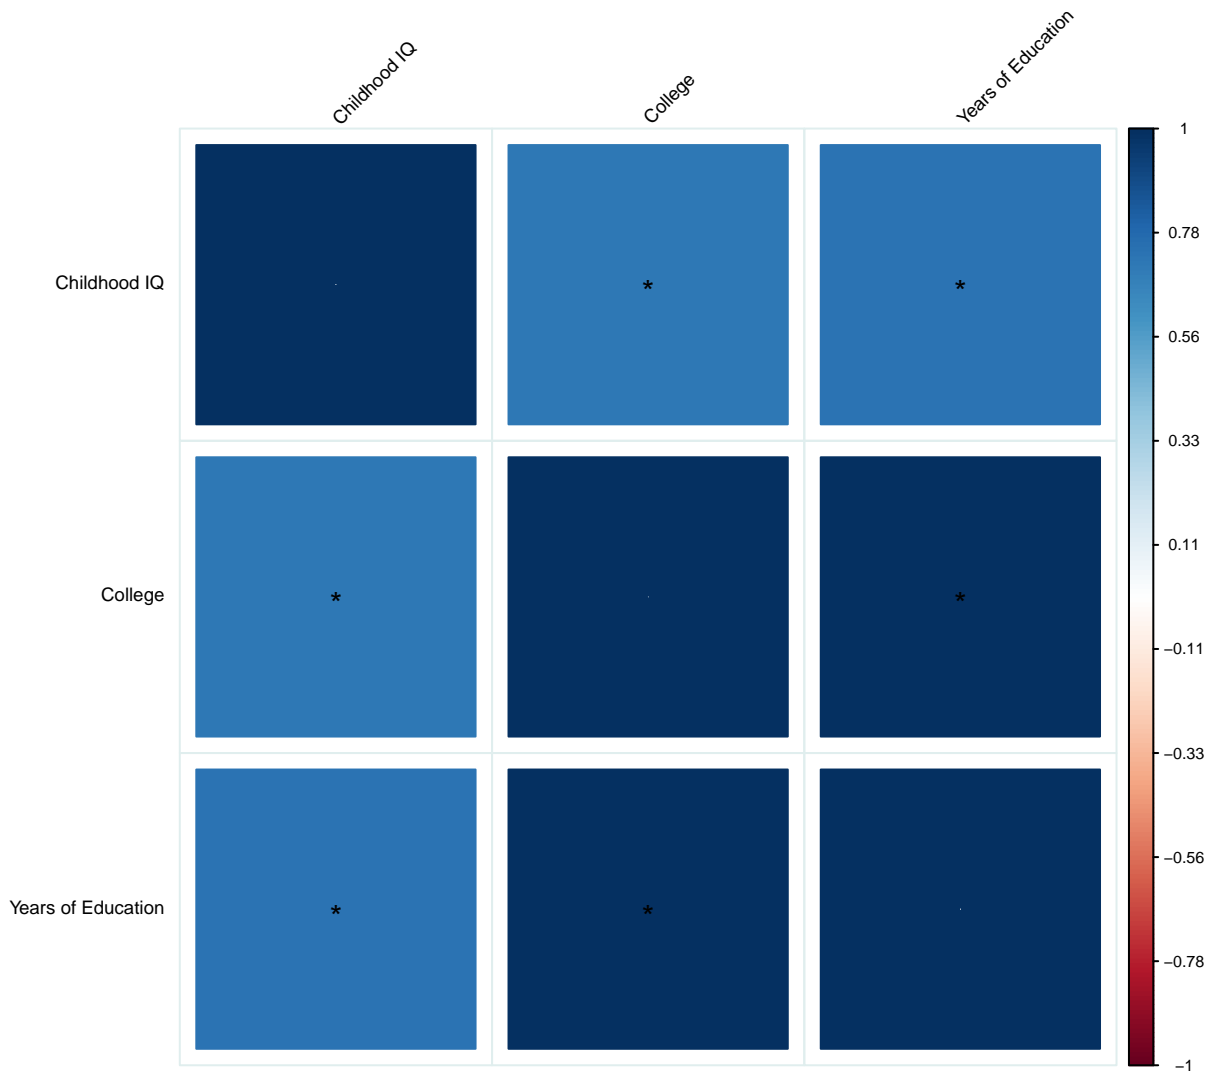 Childhood IQ
College
Years of Education
Childhood IQ
*
*
College
*
*
Years of Education
*
*
1
0.78
0.56
0.33
0.11
−0.11
−0.33
−0.56
−0.78
−1